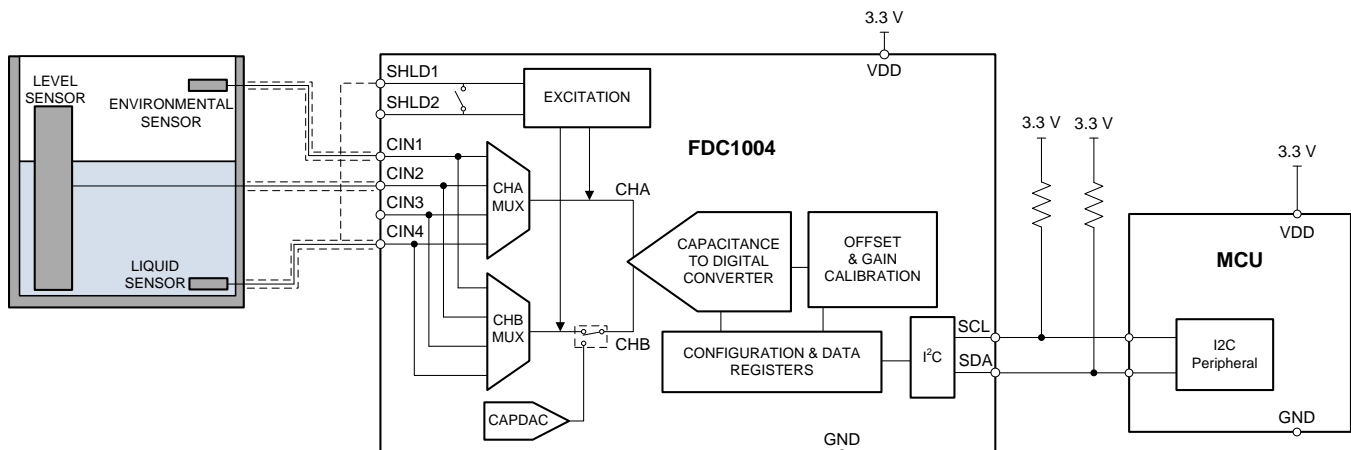 3.3 V
VDD
LEVEL
SENSOR
ENVIRONMENTAL
SENSOR
LIQUID
SENSOR
SHLD1
SHLD2
CIN1
CIN2
CIN3
CIN4
EXCITATION
FDC1004
CHA
MUX
CHA
CHB
MUX
CHB
CAPDAC
CAPACITANCE
TO DIGITAL
CONVERTER
OFFSET
& GAIN
CALIBRATION
CONFIGURATION & DATA
REGISTERS
I²C
SCL
SDA
GND
3.3 V
3.3 V
3.3 V
VDD
MCU
I2C
Peripheral
GND